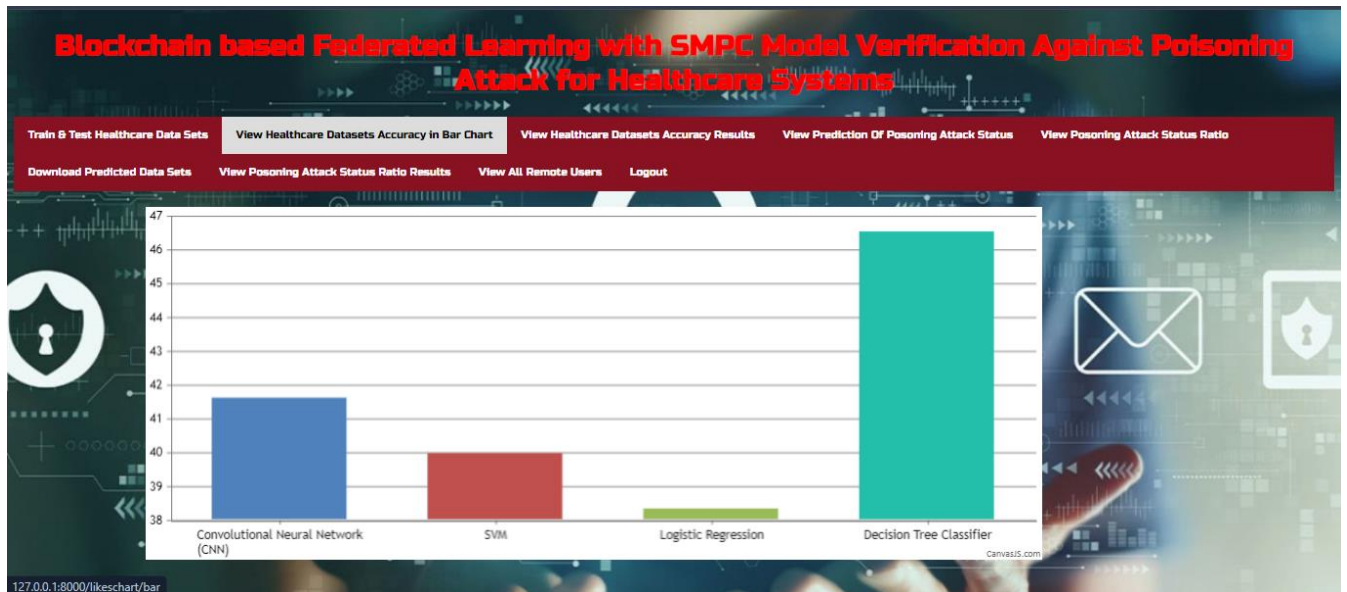 Blockchain based Federated Learning with SMPC Model Verification Against Poisoning
Attack for Healthcare Systems
Train & Test Healthcare Data Sets View Healthcare Datasets Accuracy in Bar Chart View Healthcare Datasets Accuracy Results View Prediction Of Posoning Attack Status View Posoning Attack Status Ratio
Download Predicted Data Sets View Posoning Attack Status Ratio Results View All Remote Users Logout
47
46
45
44
43
42
41
40
39
38
Convolutional Neural Network SVM Logistic Regression Decision Tree Classifier
(CNN)
CanvasJS.com
127.0.0.1:8000/likeschart/bar